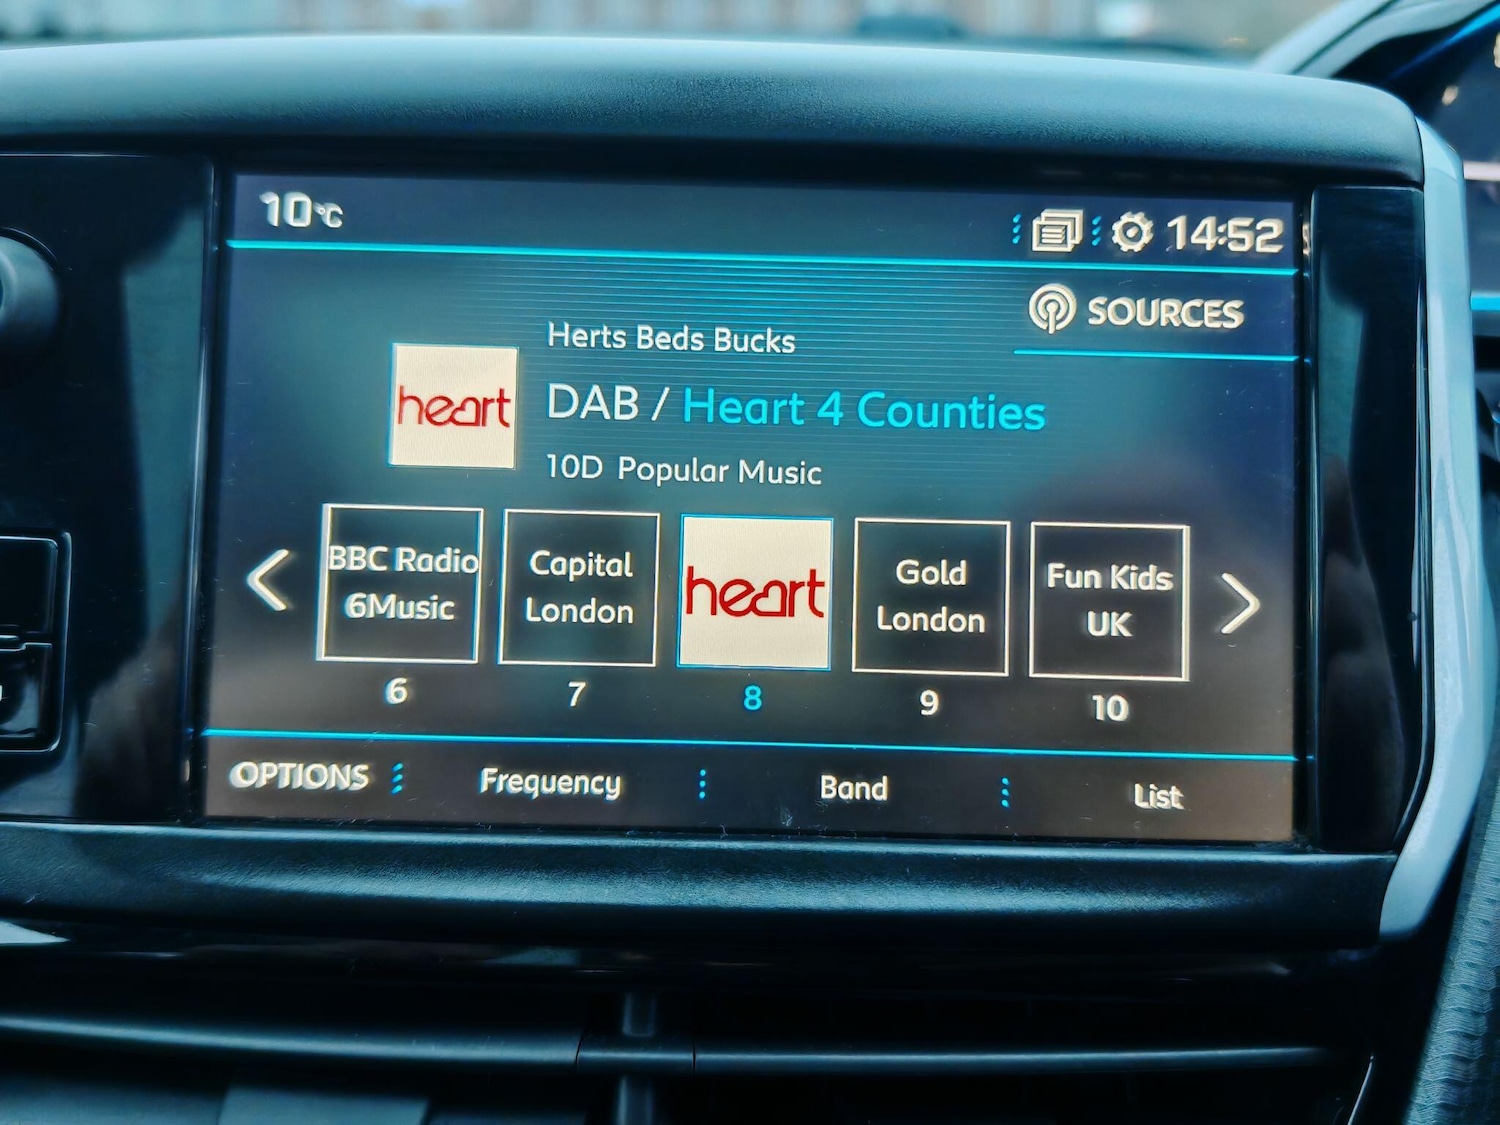 10°C
14:52
SOURCES
Herts Beds Bucks
heart
DAB / Heart 4 Counties
10D Popular Music
BBC Radio
6Music
Capital
London
heart
Gold
London
Fun Kids
UK
6
7
8
9
10
OPTIONS
Frequency
Band
List